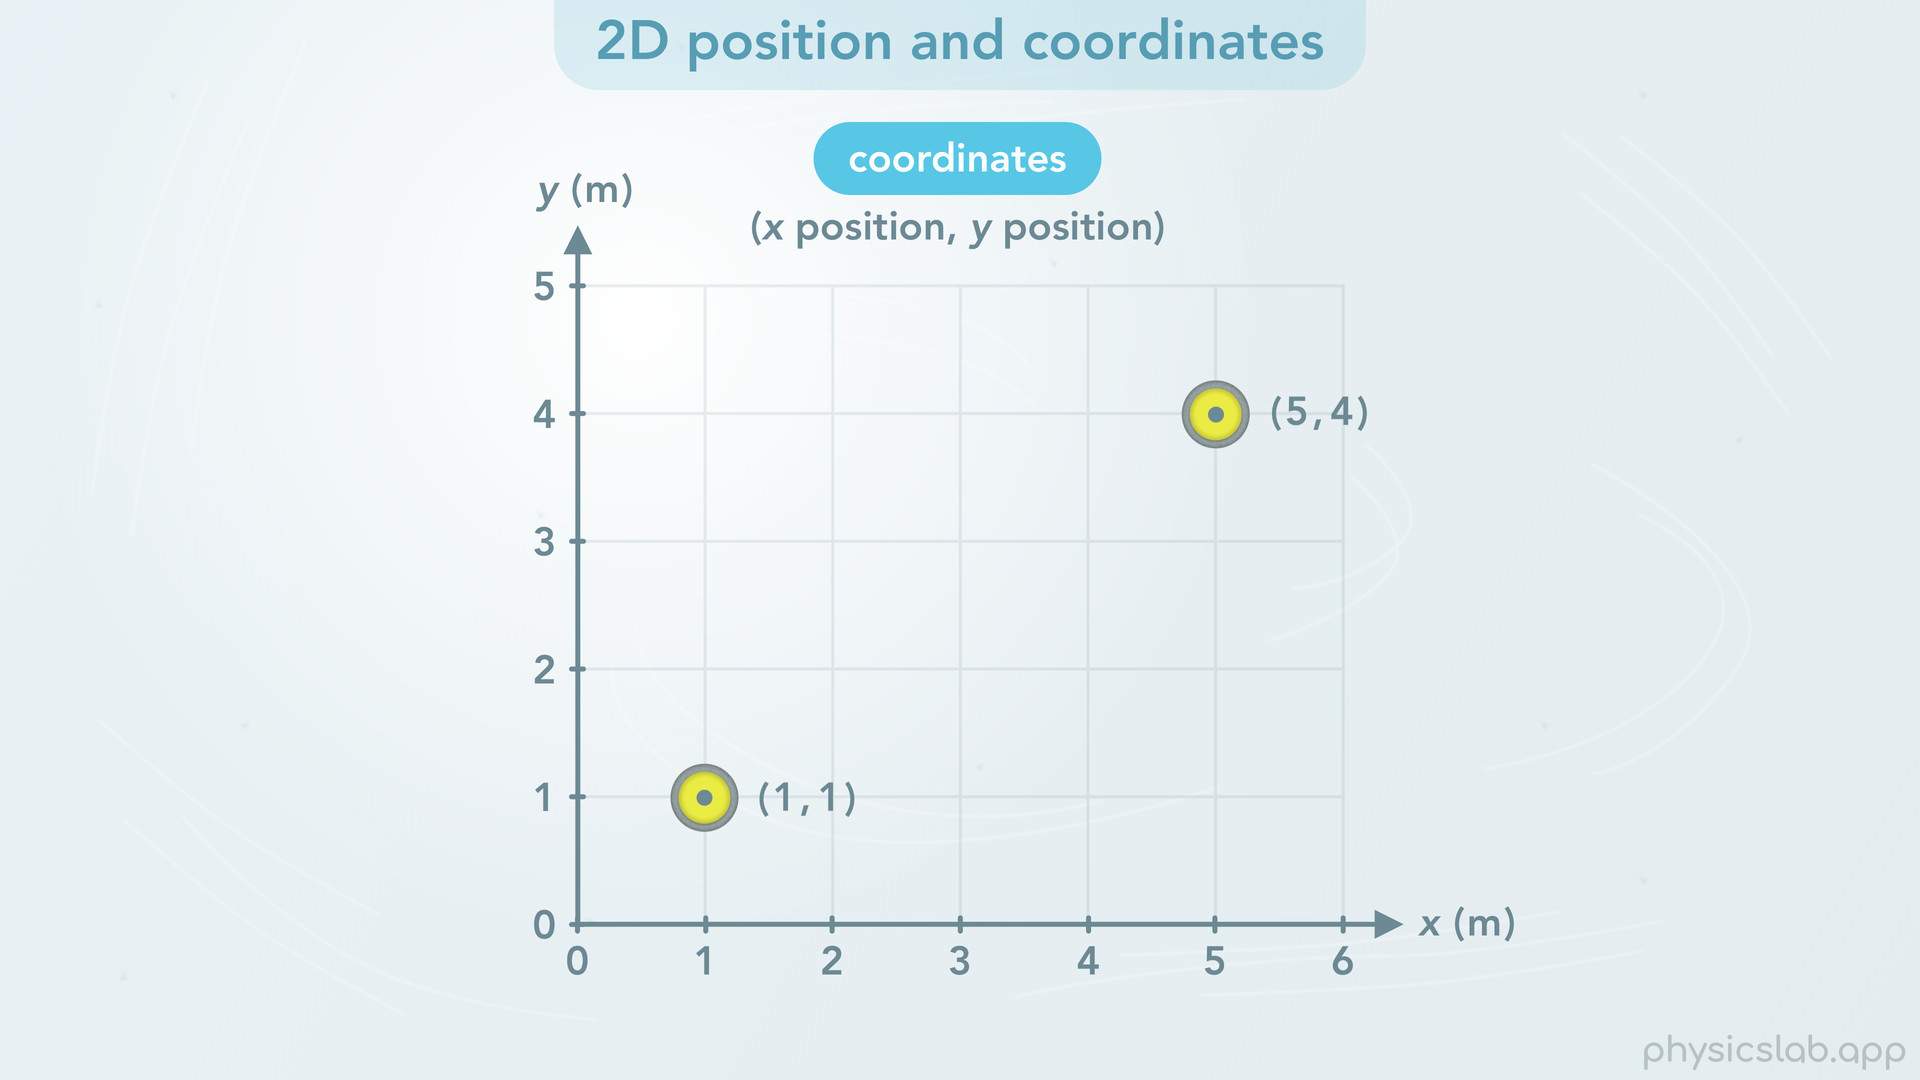 2D position and coordinates
coordinates
(x position, y position)
y (m)
5
4
(5,4)
3
2
1
(1,1)
0
x (m)
0 1 2 3 4 5 6
physicslab.app